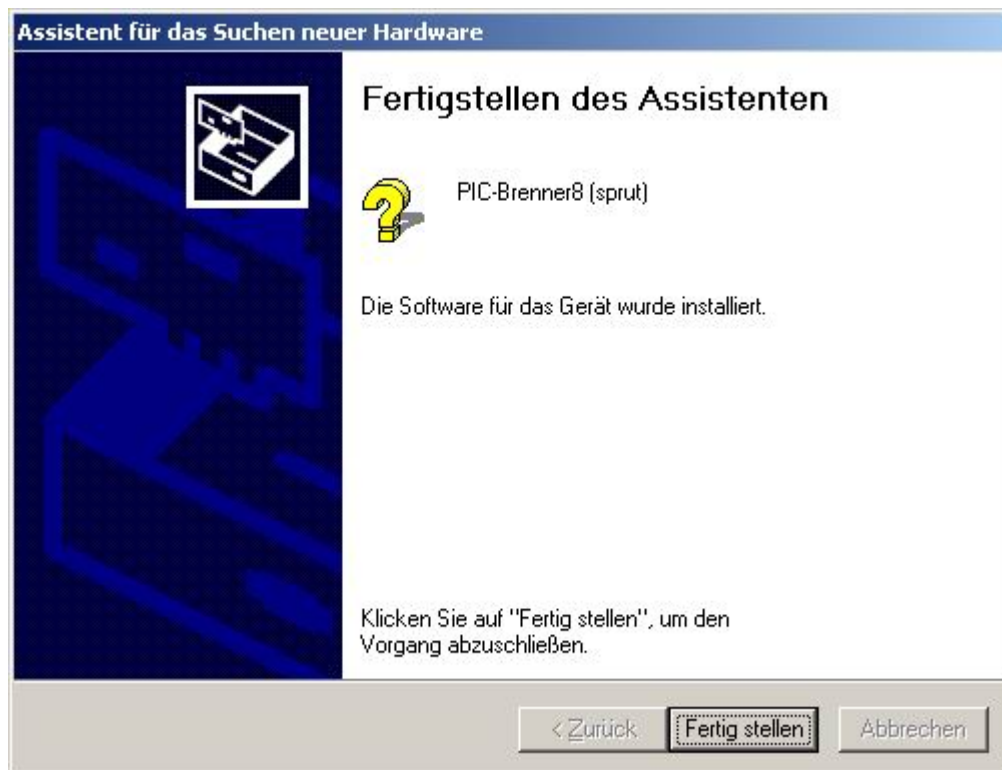 Assistent für das Suchen neuer Hardware
Fertigstellen des Assistenten
PIC-Brenner8 (sprut)
Die Software für das Gerät wurde installiert.
Klicken Sie auf "Fertig stellen", um den
Vorgang abzuschließen.
< Zurück
Fertig stellen
Abbrechen